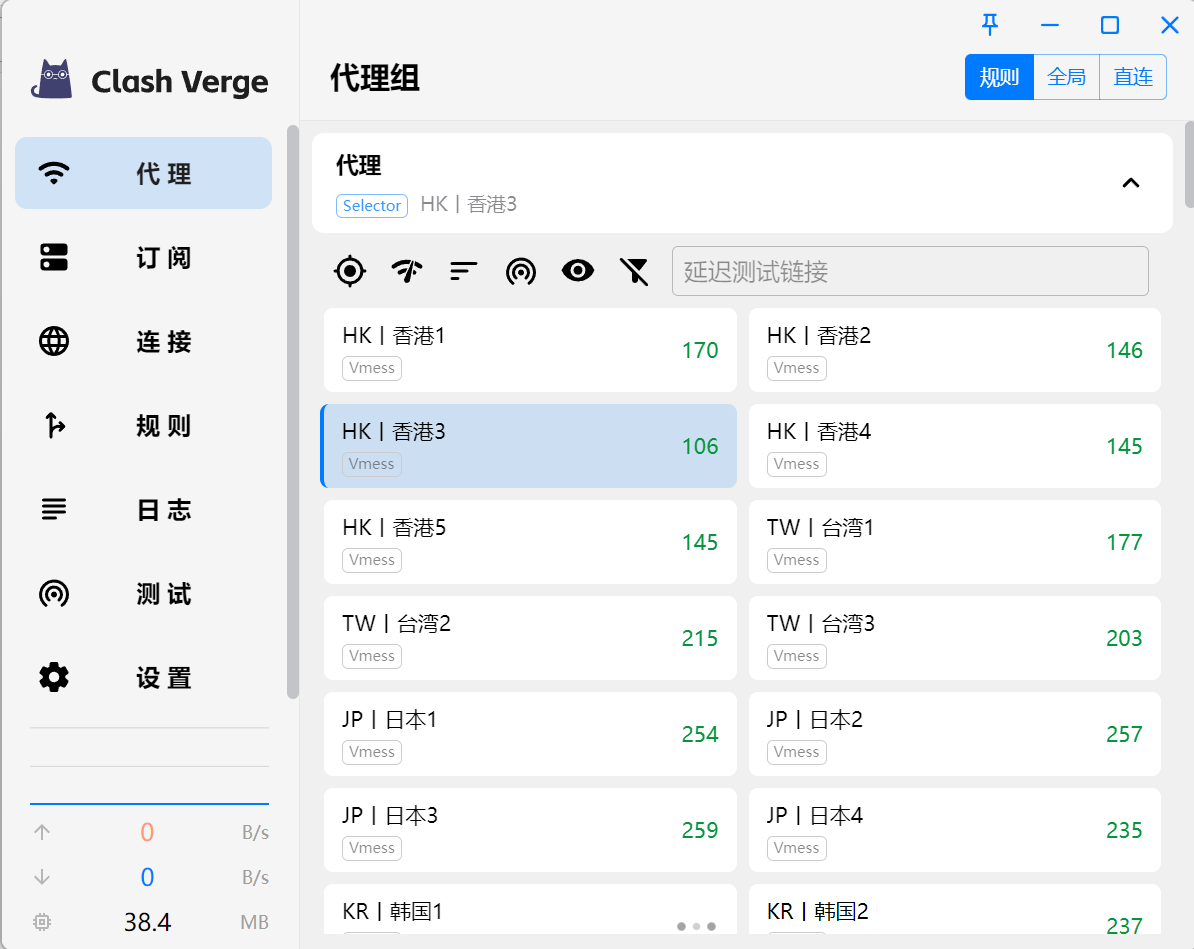 Clash Verge
代理
订阅
连接
规则
日志
测试
设置
0 B/s
0 B/s
38.4 MB
代理组
规则 全局 直连
代理
Selector HK丨香港3
延迟测试链接
HK丨香港1
Vmess
170
HK丨香港2
Vmess
146
HK丨香港3
Vmess
106
HK丨香港4
Vmess
145
HK丨香港5
Vmess
145
TW丨台湾1
Vmess
177
TW丨台湾2
Vmess
215
TW丨台湾3
Vmess
203
JP丨日本1
Vmess
254
JP丨日本2
Vmess
257
JP丨日本3
Vmess
259
JP丨日本4
Vmess
235
KR丨韩国1
KR丨韩国2
237